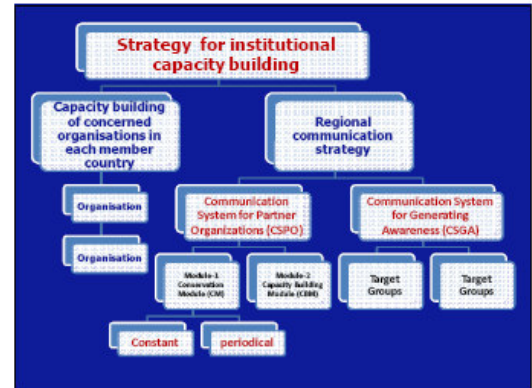 Strategy for institutional
capacity building
Capacity building
of concerned
organisations in
each member
country
Regional
communication
strategy
Organisation
Organisation
Communication
System for Partner
Organizations (CSPO)
Communication System
for Generating
Awareness (CSGA)
Module-1
Conservation
Module (CM)
Module-2
Capacity Building
Module (CBM)
Target
Groups
Target
Groups
Constant
periodical